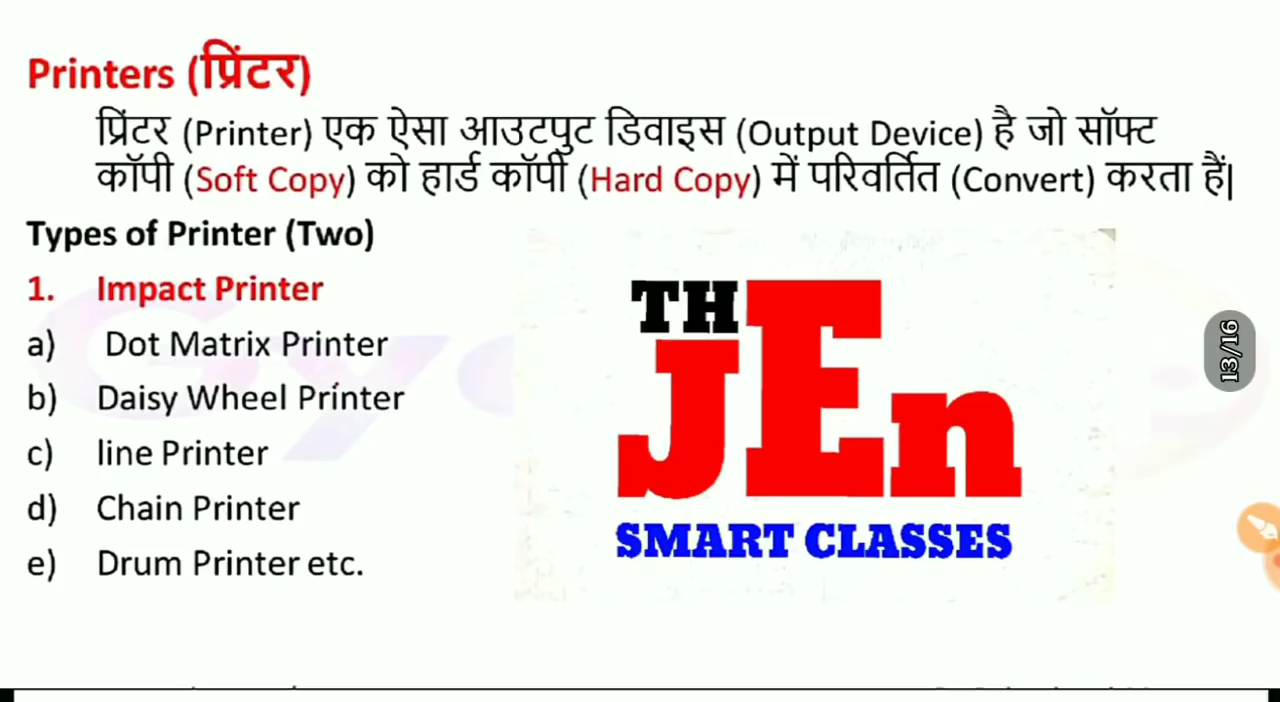 Printers (प्रिंटर)
प्रिंटर (Printer) एक ऐसा आउटपुट डिवाइस (Output Device) है जो सॉफ्ट
कॉपी (Soft Copy) को हार्ड कॉपी (Hard Copy) में परिवर्तित (Convert) करता हैं|
Types of Printer (Two)
1. Impact Printer
a) Dot Matrix Printer
b) Daisy Wheel Printer
c) line Printer
d) Chain Printer
e) Drum Printer etc.
TH
JEn
SMART CLASSES
13/16